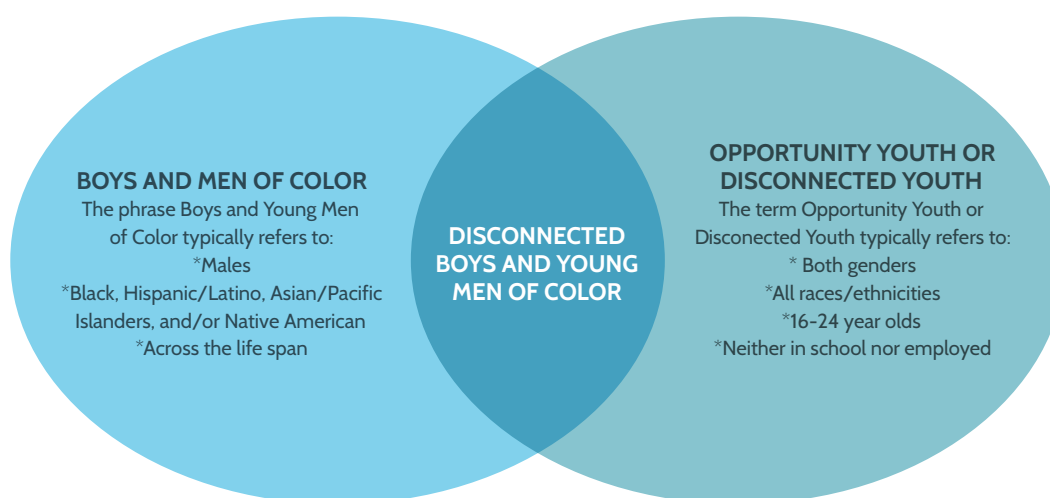 BOYS AND MEN OF COLOR
The phrase Boys and Young Men
of Color typically refers to:
*Males
*Black, Hispanic/Latino, Asian/Pacific
Islanders, and/or Native American
*Across the life span
DISCONNECTED
BOYS AND YOUNG
MEN OF COLOR
OPPORTUNITY YOUTH OR
DISCONNECTED YOUTH
The term Opportunity Youth or
Disconected Youth typically refers to:
* Both genders
*All races/ethnicities
*16-24 year olds
*Neither in school nor employed